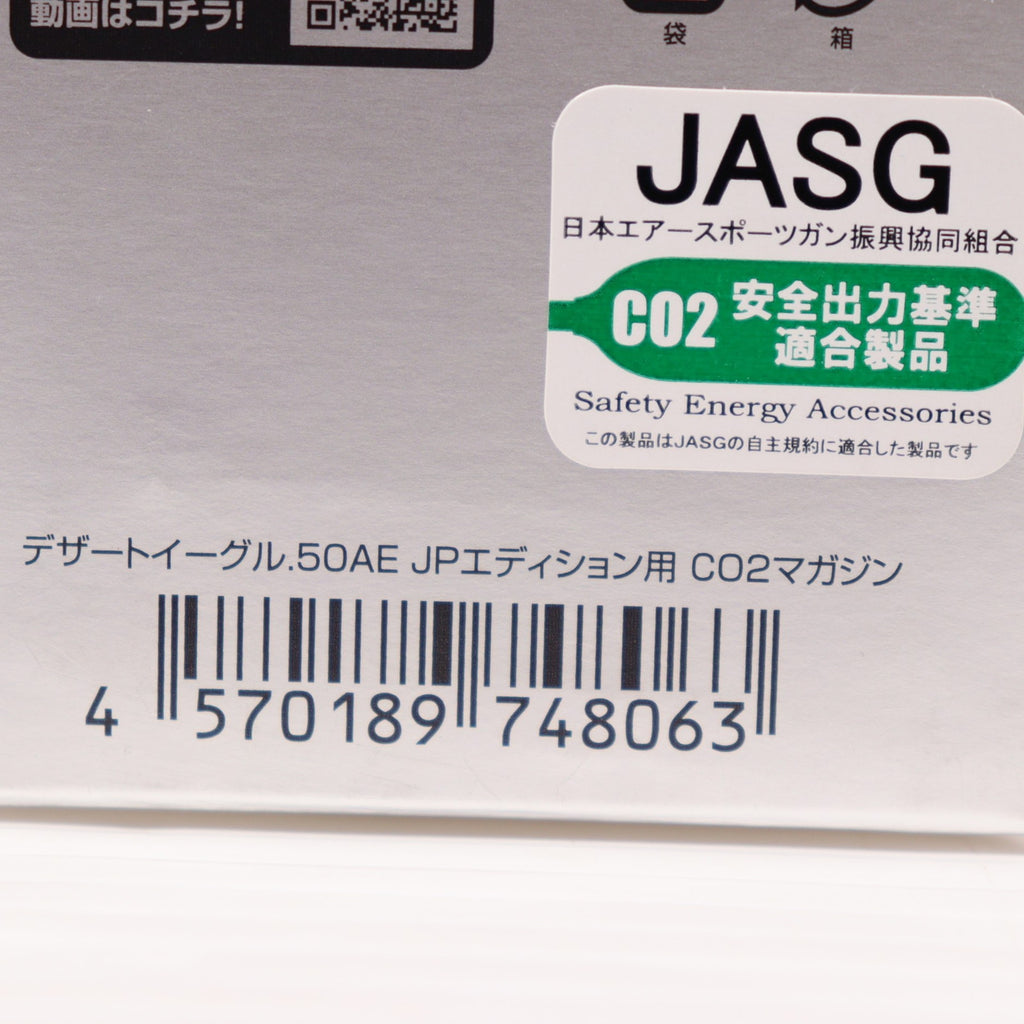 動画はコチラ!
袋
箱
JASG
日本エアースポーツガン振興協同組合
CO2 安全出力基準
適合製品
Safety Energy Accessories
この製品はJASGの自主規約に適合した製品です
デザートイーグル.50AE JPエディション用 CO2マガジン
4 570189 748063